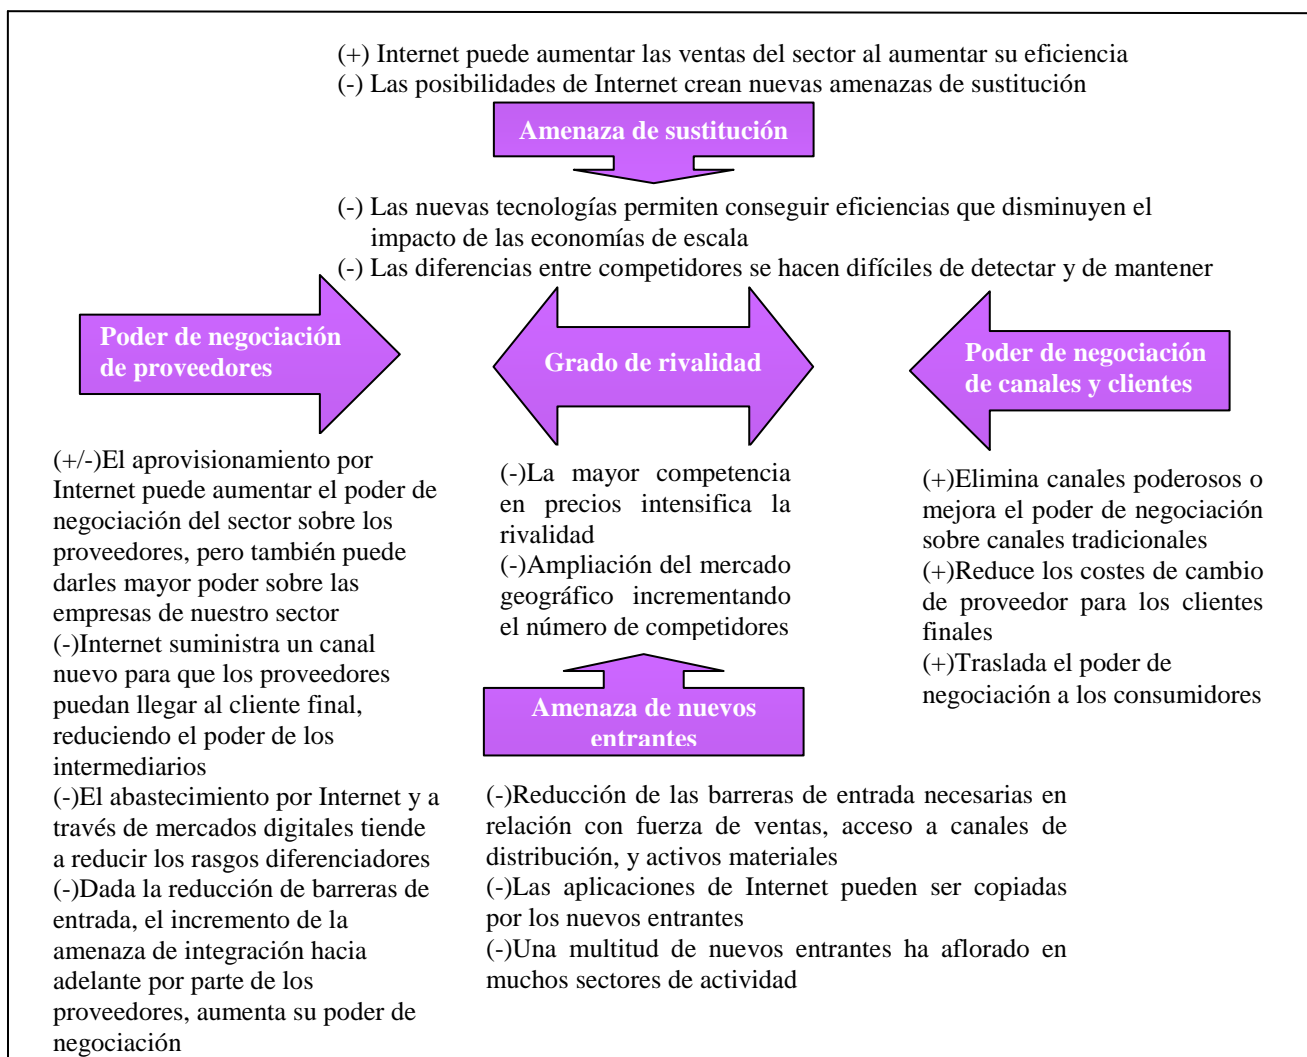 (+) Internet puede aumentar las ventas del sector al aumentar su eficiencia
(-) Las posibilidades de Internet crean nuevas amenazas de sustitución
Amenaza de sustitución
(-) Las nuevas tecnologías permiten conseguir eficiencias que disminuyen el
impacto de las economías de escala
(-) Las diferencias entre competidores se hacen difíciles de detectar y de mantener
Poder de negociación
de proveedores
Grado de rivalidad
Poder de negociación
de canales y clientes
(+/-)El aprovisionamiento por
Internet puede aumentar el poder de
negociación del sector sobre los
proveedores, pero también puede
darles mayor poder sobre las
empresas de nuestro sector
(-)Internet suministra un canal
nuevo para que los proveedores
puedan llegar al cliente final,
reduciendo el poder de los
intermediarios
(-)El abastecimiento por Internet y a
través de mercados digitales tiende
a reducir los rasgos diferenciadores
(-)Dada la reducción de barreras de
entrada, el incremento de la
amenaza de integración hacia
adelante por parte de los
proveedores, aumenta su poder de
negociación
(-)La mayor competencia
en precios intensifica la
rivalidad
(-)Ampliación del mercado
geográfico incrementando
el número de competidores
(+)Elimina canales poderosos o
mejora el poder de negociación
sobre canales tradicionales
(+)Reduce los costes de cambio
de proveedor para los clientes
finales
(+)Traslada el poder de
negociación a los consumidores
Amenaza de nuevos
entrantes
(-)Reducción de las barreras de entrada necesarias en
relación con fuerza de ventas, acceso a canales de
distribución, y activos materiales
(-)Las aplicaciones de Internet pueden ser copiadas
por los nuevos entrantes
(-)Una multitud de nuevos entrantes ha aflorado en
muchos sectores de actividad